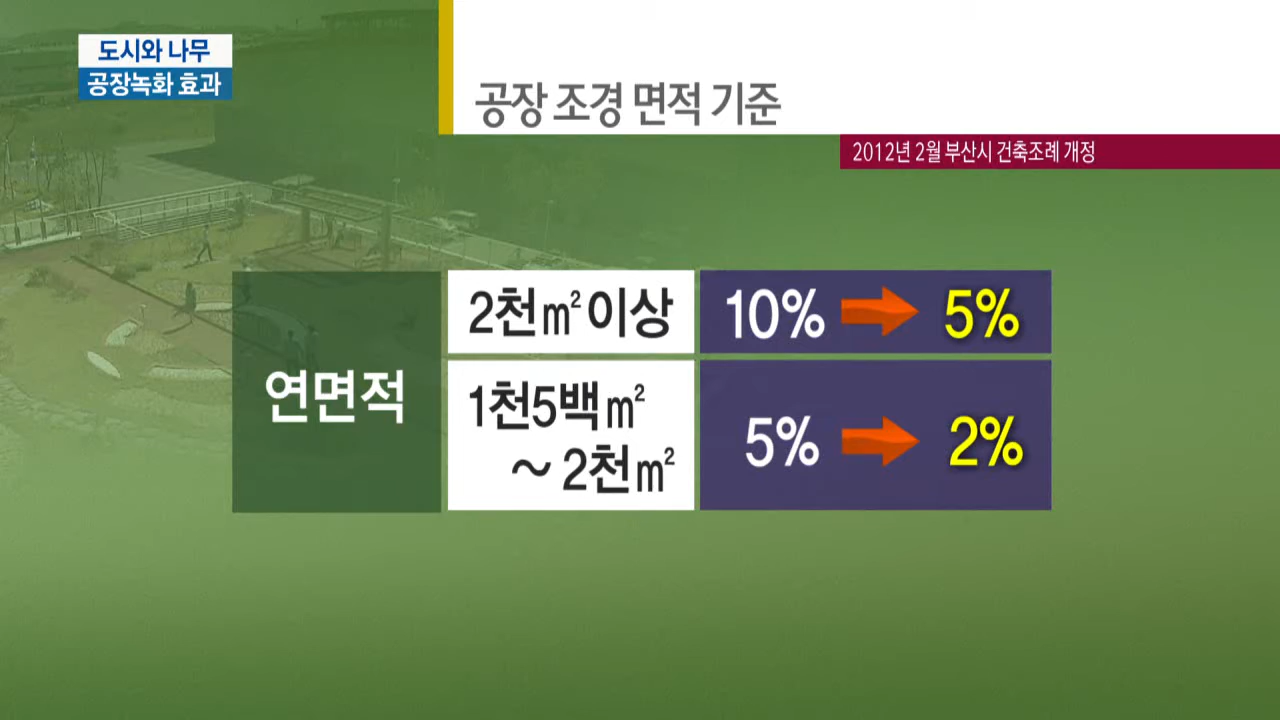 도시와 나무
공장녹화 효과
공장 조경 면적 기준
2012년 2월 부산시 건축조례 개정
연면적
2천㎡ 이상
10% → 5%
1천5백㎡
~ 2천㎡
5% → 2%